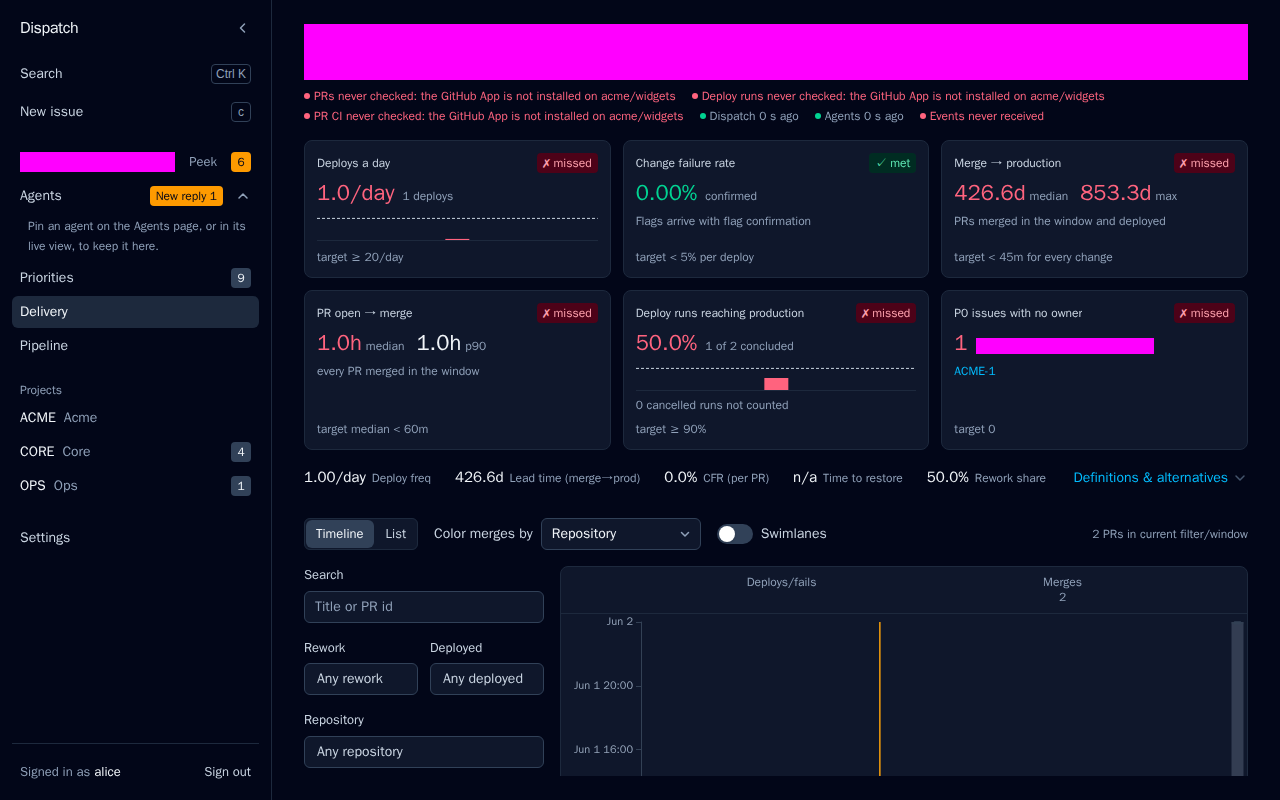 Dispatch
Search Ctrl K
New issue c
Peek 6
Agents New reply 1
Pin an agent on the Agents page, or in its
live view, to keep it here.
Priorities 9
Delivery
Pipeline
Projects
ACME Acme
CORE Core 4
OPS Ops 1
Settings
Signed in as alice Sign out
PRs never checked: the GitHub App is not installed on acme/widgets Deploy runs never checked: the GitHub App is not installed on acme/widgets
PR CI never checked: the GitHub App is not installed on acme/widgets Dispatch 0 s ago Agents 0 s ago Events never received
Deploys a day ✗ missed
1.0/day 1 deploys
target ≥ 20/day
Change failure rate ✓ met
0.00% confirmed
Flags arrive with flag confirmation
target < 5% per deploy
Merge → production ✗ missed
426.6d median 853.3d max
PRs merged in the window and deployed
target < 45m for every change
PR open → merge ✗ missed
1.0h median 1.0h p90
every PR merged in the window
target median < 60m
Deploy runs reaching production ✗ missed
50.0% 1 of 2 concluded
0 cancelled runs not counted
target ≥ 90%
P0 issues with no owner ✗ missed
1
ACME-1
target 0
1.00/day Deploy freq 426.6d Lead time (merge→prod) 0.0% CFR (per PR) n/a Time to restore 50.0% Rework share Definitions & alternatives
Timeline List Color merges by Repository Swimlanes 2 PRs in current filter/window
Search
Title or PR id
Rework Deployed
Any rework Any deployed
Repository
Any repository
Deploys/fails Merges
2
Jun 2
Jun 1 20:00
Jun 1 16:00